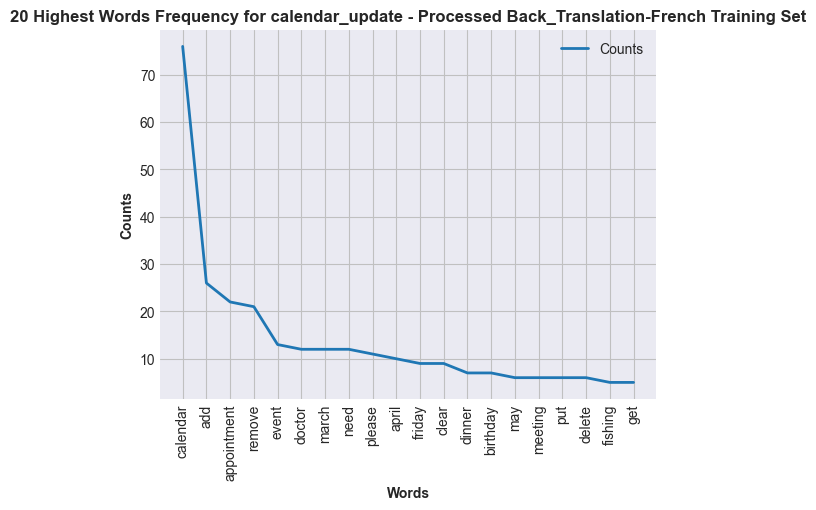 20 Highest Words Frequency for calendar_update - Processed Back_Translation-French Training Set
Counts
70
60
50
40
30
20
10
Counts
calendar
add
appointment
remove
event
doctor
march
need
please
april
friday
clear
dinner
birthday
may
meeting
put
delete
fishing
get
Words